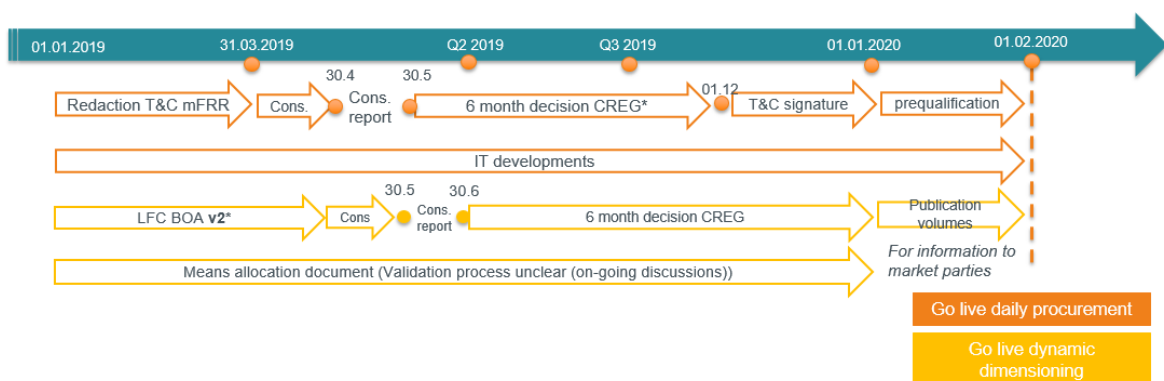 01.01.2019
31.03.2019
Q2 2019
Q3 2019
01.01.2020
01.02.2020
30.4
30.5
01.12
Redaction T&C mFRR
Cons.
Cons.
report
6 month decision CREG*
T&C signature
prequalification
IT developments
30.5
30.6
LFC BOA v2*
Cons
Cons.
report
6 month decision CREG
Publication
volumes
Means allocation document (Validation process unclear (on-going discussions))
For information to
market parties
Go live daily procurement
Go live dynamic
dimensioning